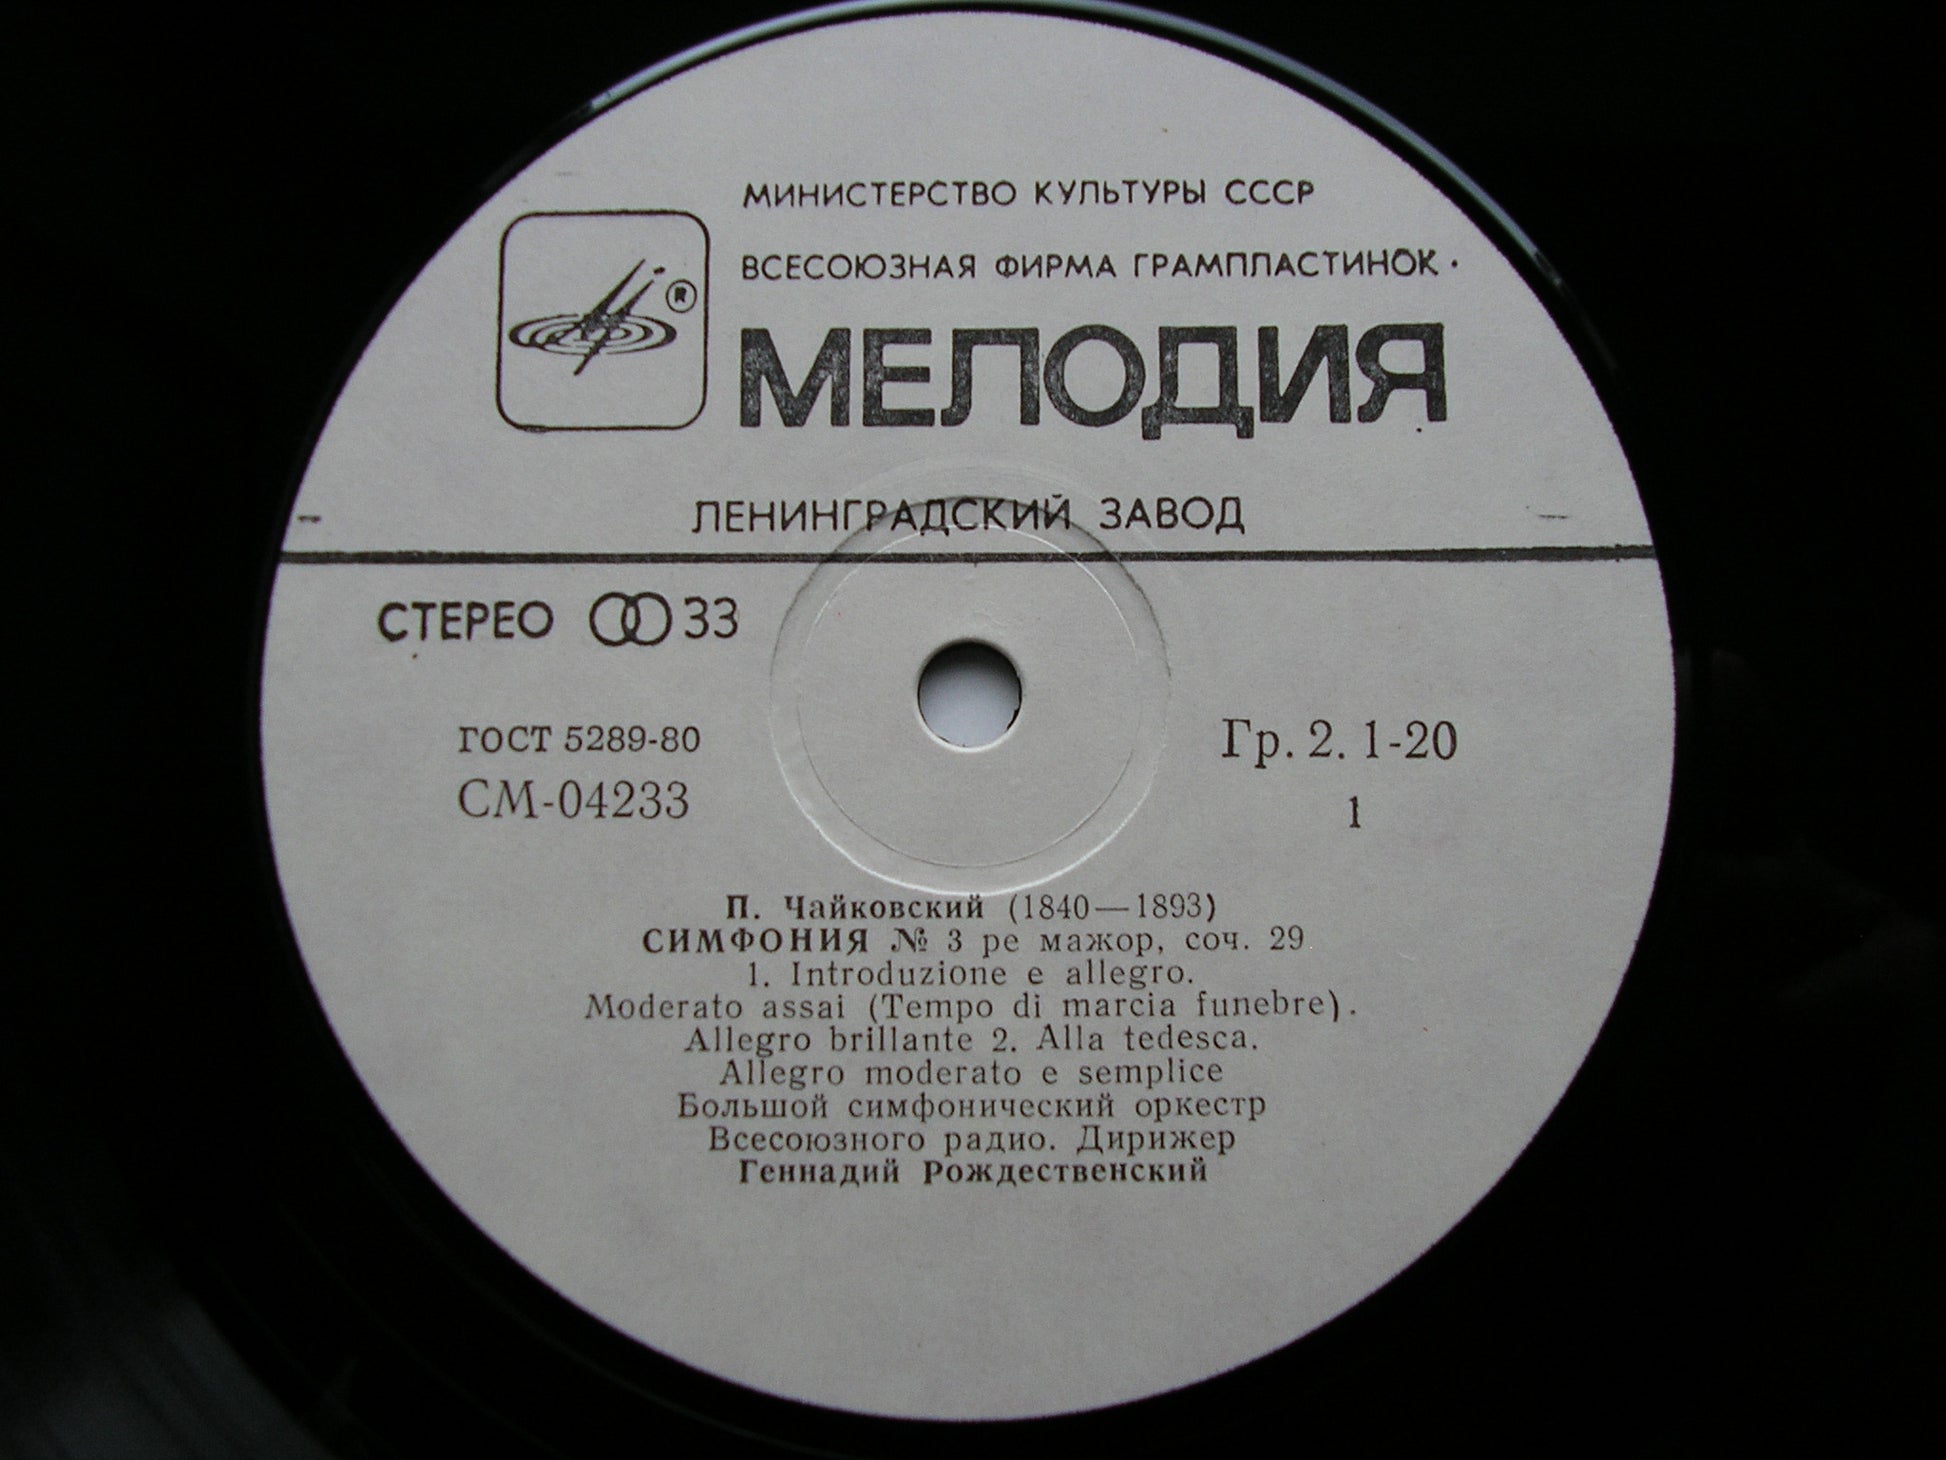 МИНИСТЕРСТВО КУЛЬТУРЫ СССР
ВСЕСОЮЗНАЯ ФИРМА ГРАМПЛАСТИНОК
®
МЕЛОДИЯ
ЛЕНИНГРАДСКИЙ ЗАВОД
СТЕРЕО 33
ГОСТ 5289-80
Гр. 2. 1-20
СМ-04233
1
П. Чайковский (1840—1893)
СИМФОНИЯ № 3 ре мажор, соч. 29
1. Introduzione e allegro.
Moderato assai (Tempo di marcia funebre).
Allegro brillante 2. Alla tedesca.
Allegro moderato e semplice
Большой симфонический оркестр
Всесоюзного радио. Дирижер
Геннадий Рождественский